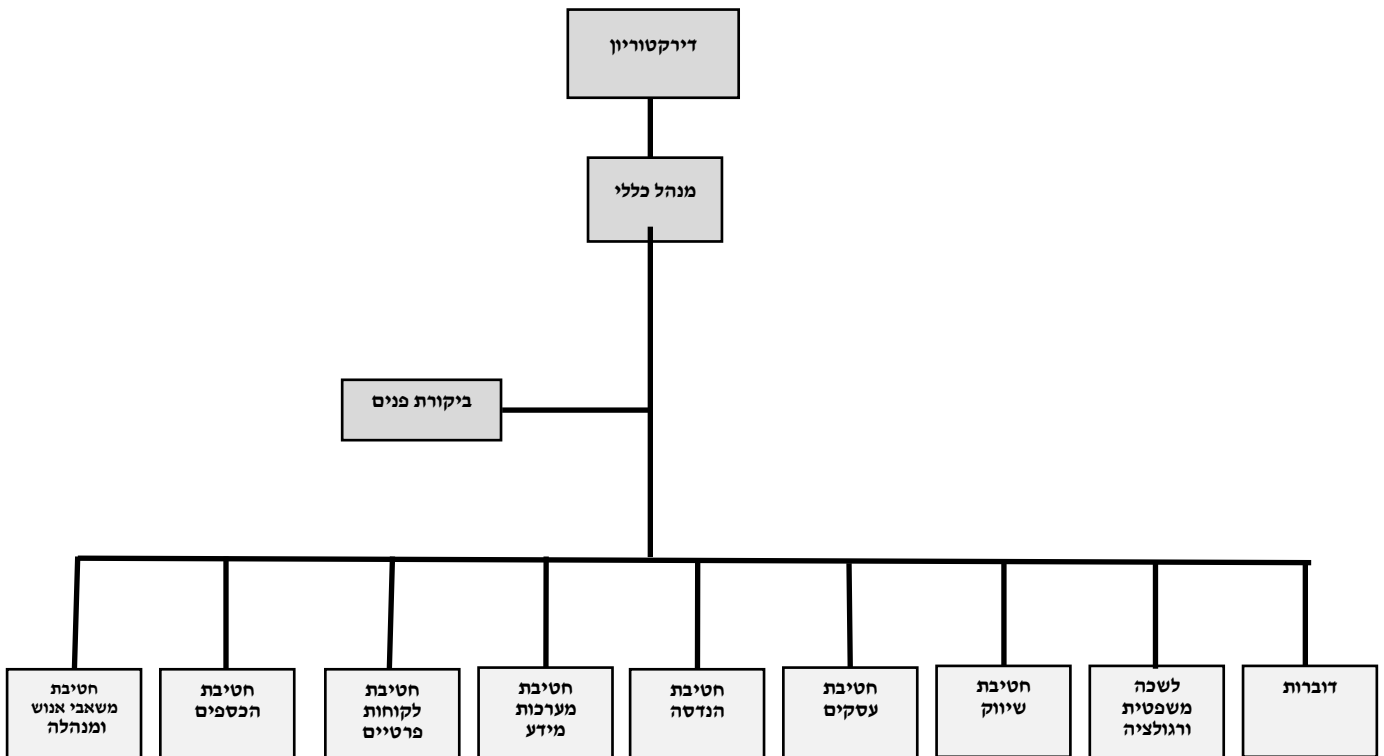 דירקטוריון
מנהל כללי
ביקורת פנים
דוברות
לשכה
משפטית
ורגולציה
חטיבת
שיווק
חטיבת
עסקים
חטיבת
הנדסה
חטיבת
מערכות
מידע
חטיבת
לקוחות
פרטיים
חטיבת
הכספים
חטיבת
משאבי אנוש
ומנהלה